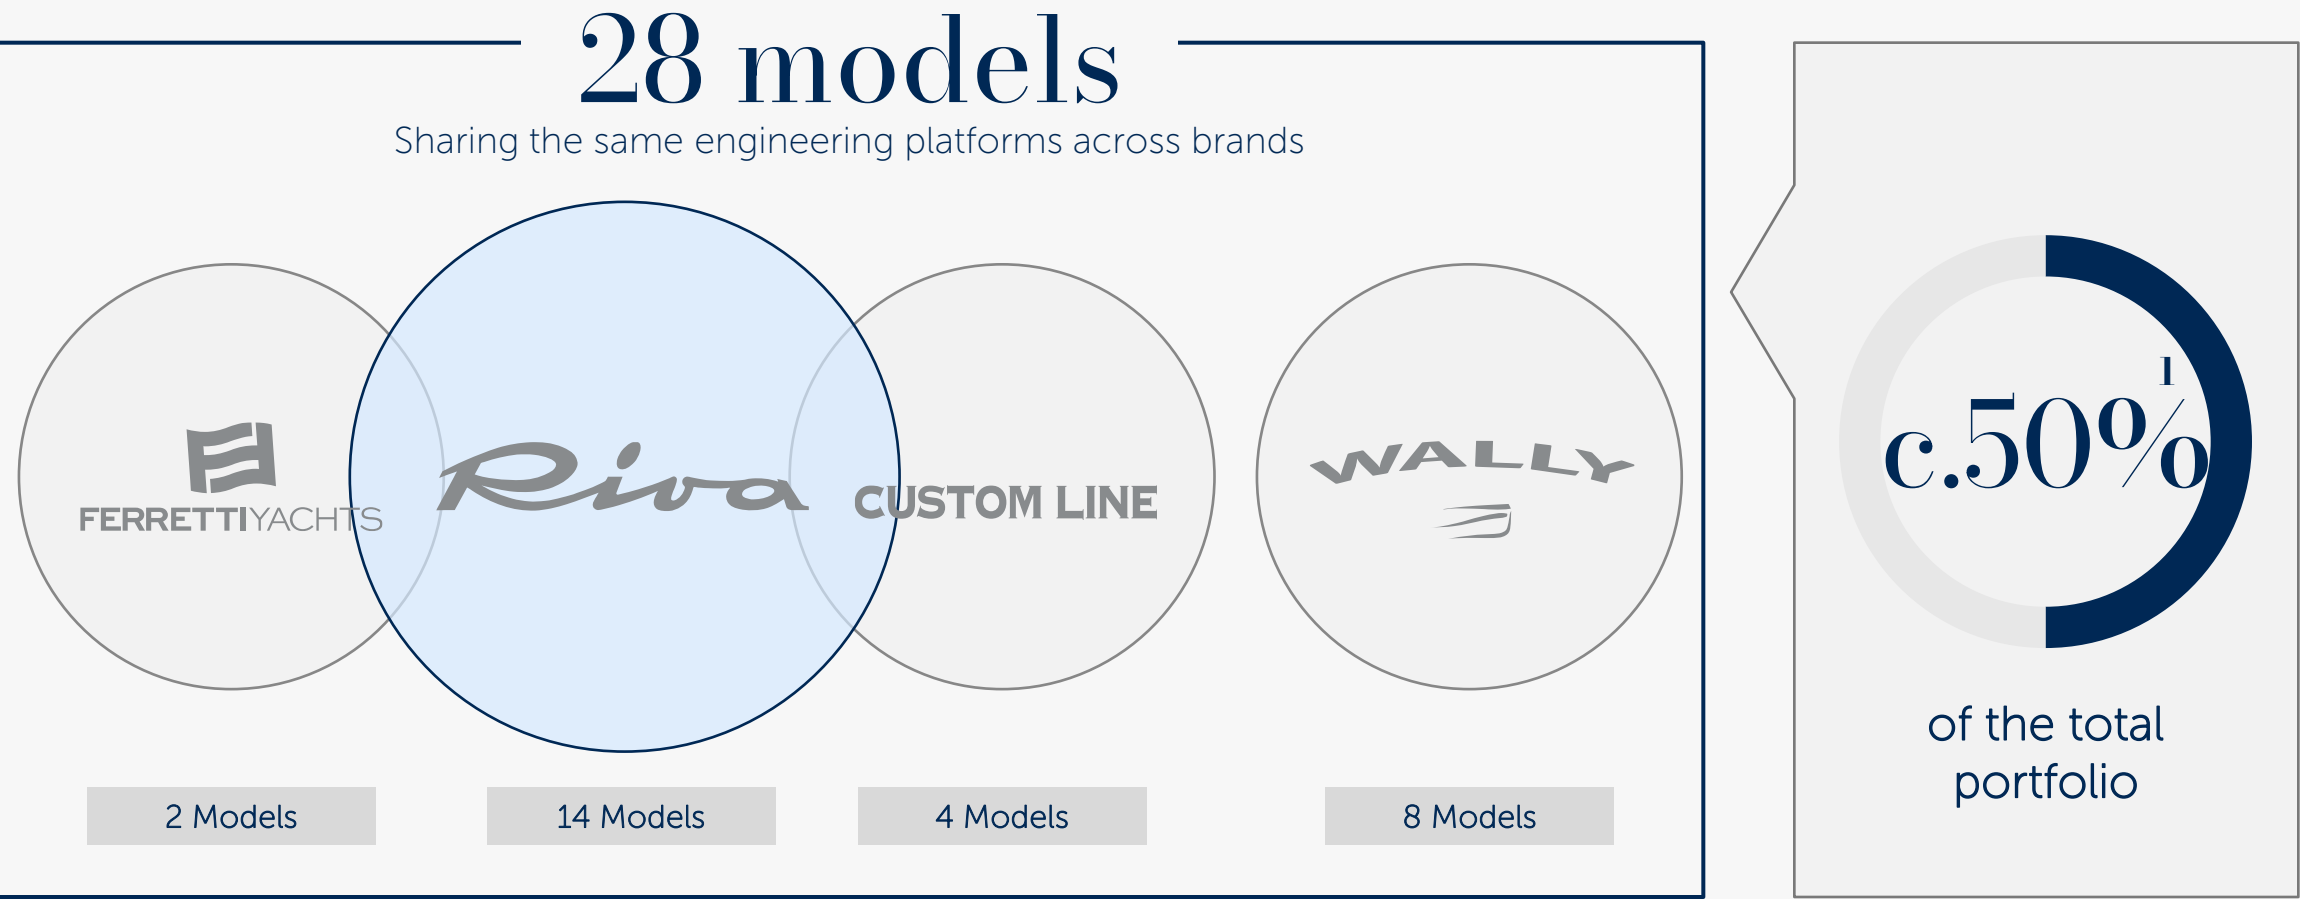 28 models
Sharing the same engineering platforms across brands
FERRETTIYACHTS
Riva
CUSTOM LINE
WALLY
2 Models
14 Models
4 Models
8 Models
c.50%1
of the total
portfolio